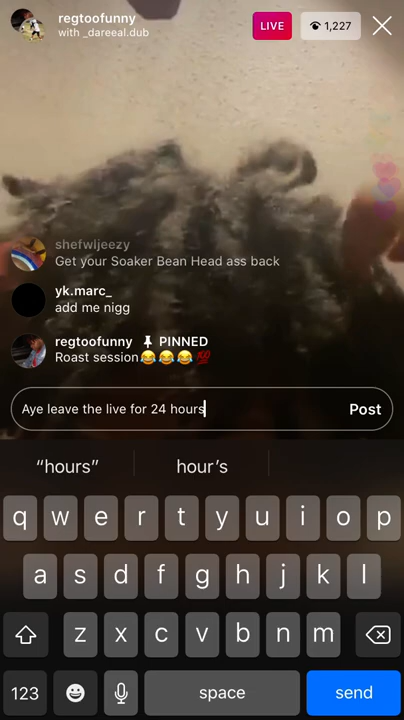 regtoofunny
with _dareeal.dub
LIVE
1,227
shefwljeezy
Get your Soaker Bean Head ass back
yk.marc_
add me nigg
regtoofunny PINNED
Roast session😂😂😂💯
Aye leave the live for 24 hours
Post
“hours”
hour’s
q w e r t y u i o p
a s d f g h j k l
z x c v b n m
123
space
send